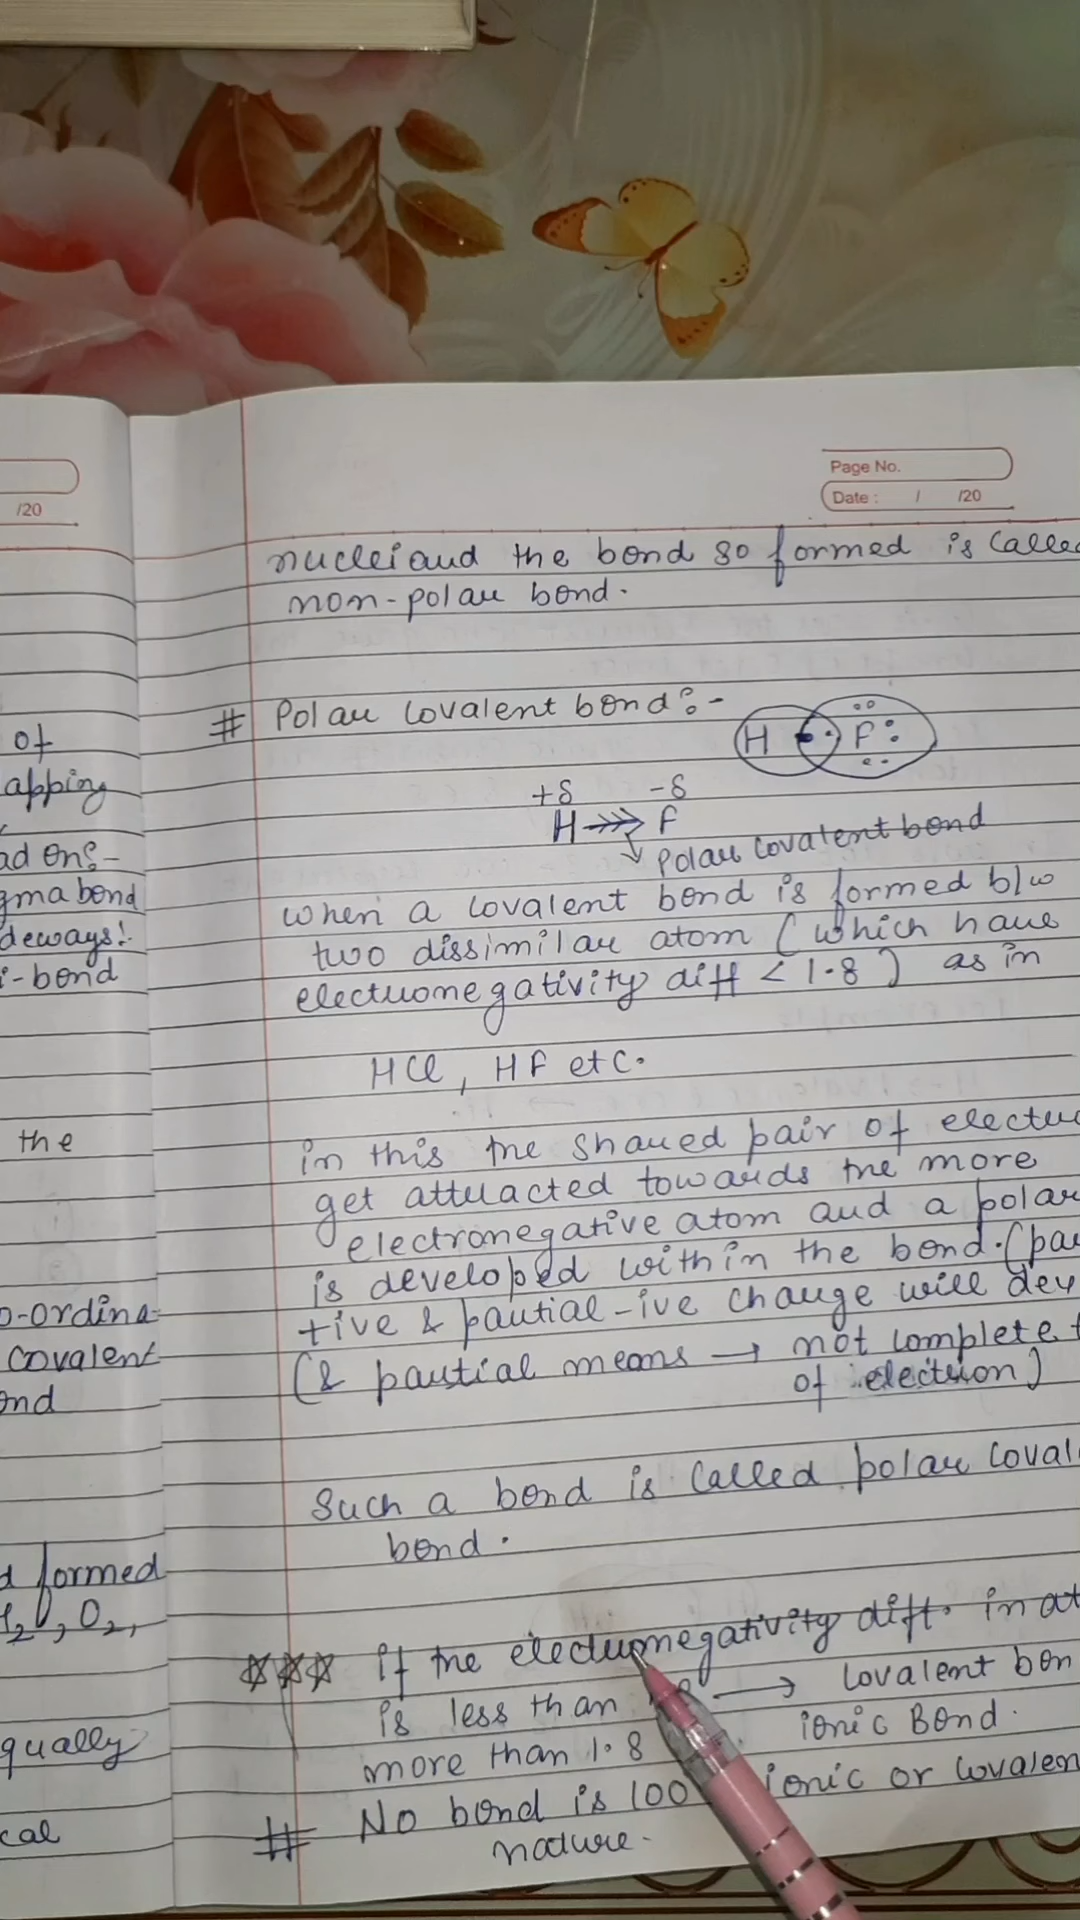 /20
of
apping
ad on:-
gma bond
deways!
i-bond
the
o-ordina-
covalent
ond
d formed
O2,
qually
cal
Page No.
Date : / /20
nuclei and the bond so formed is Called
non-polar bond.
# Polar covalent bond:-
H F
+δ -δ
H F
Polar covalent bond
when a covalent bond is formed b/w
two dissimilar atom (which have
electronegativity diff < 1.8) as in
HCl, HF etc.
in this the shared pair of electro
get attracted towards the more
electronegative atom and a polar
is developed within the bond. (pa
+ive & partial -ive charge will dev
(& partial means → not complete t
of electron)
Such a bond is called polar coval
bond.
if the electronegativity diff. in at
is less than → covalent bon
more than 1.8 ionic Bond.
# No bond is 100 ionic or covalen
nature.